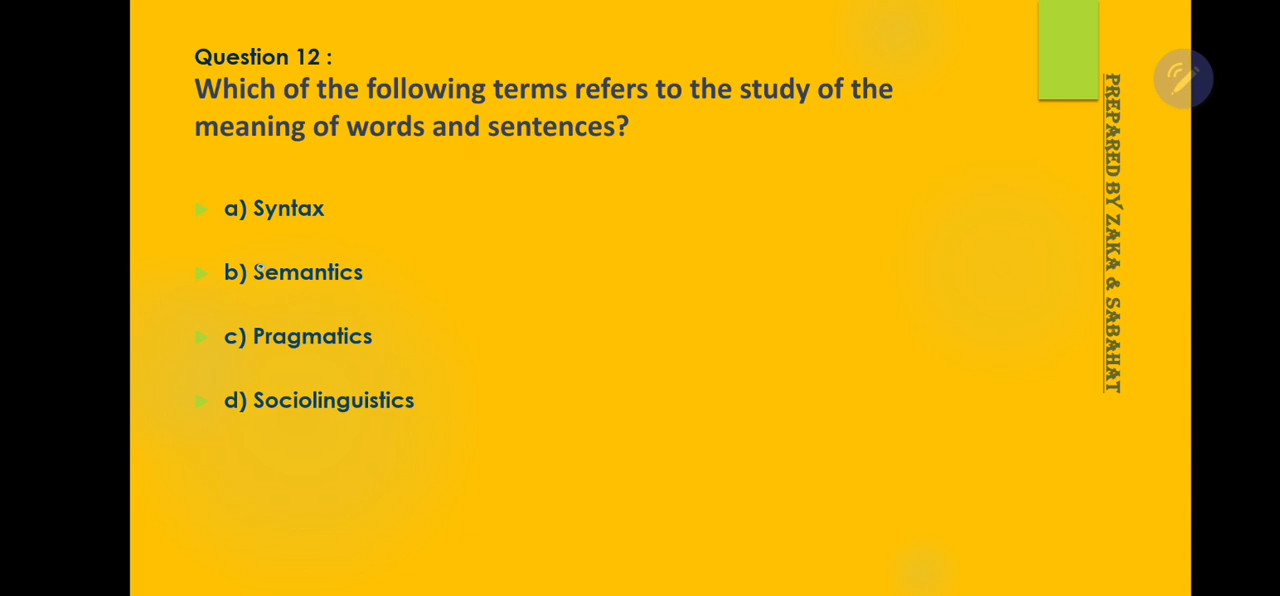 Question 12 :
Which of the following terms refers to the study of the
meaning of words and sentences?
a) Syntax
b) Semantics
c) Pragmatics
d) Sociolinguistics
PREPARED BY ZAKA & SABAHAT